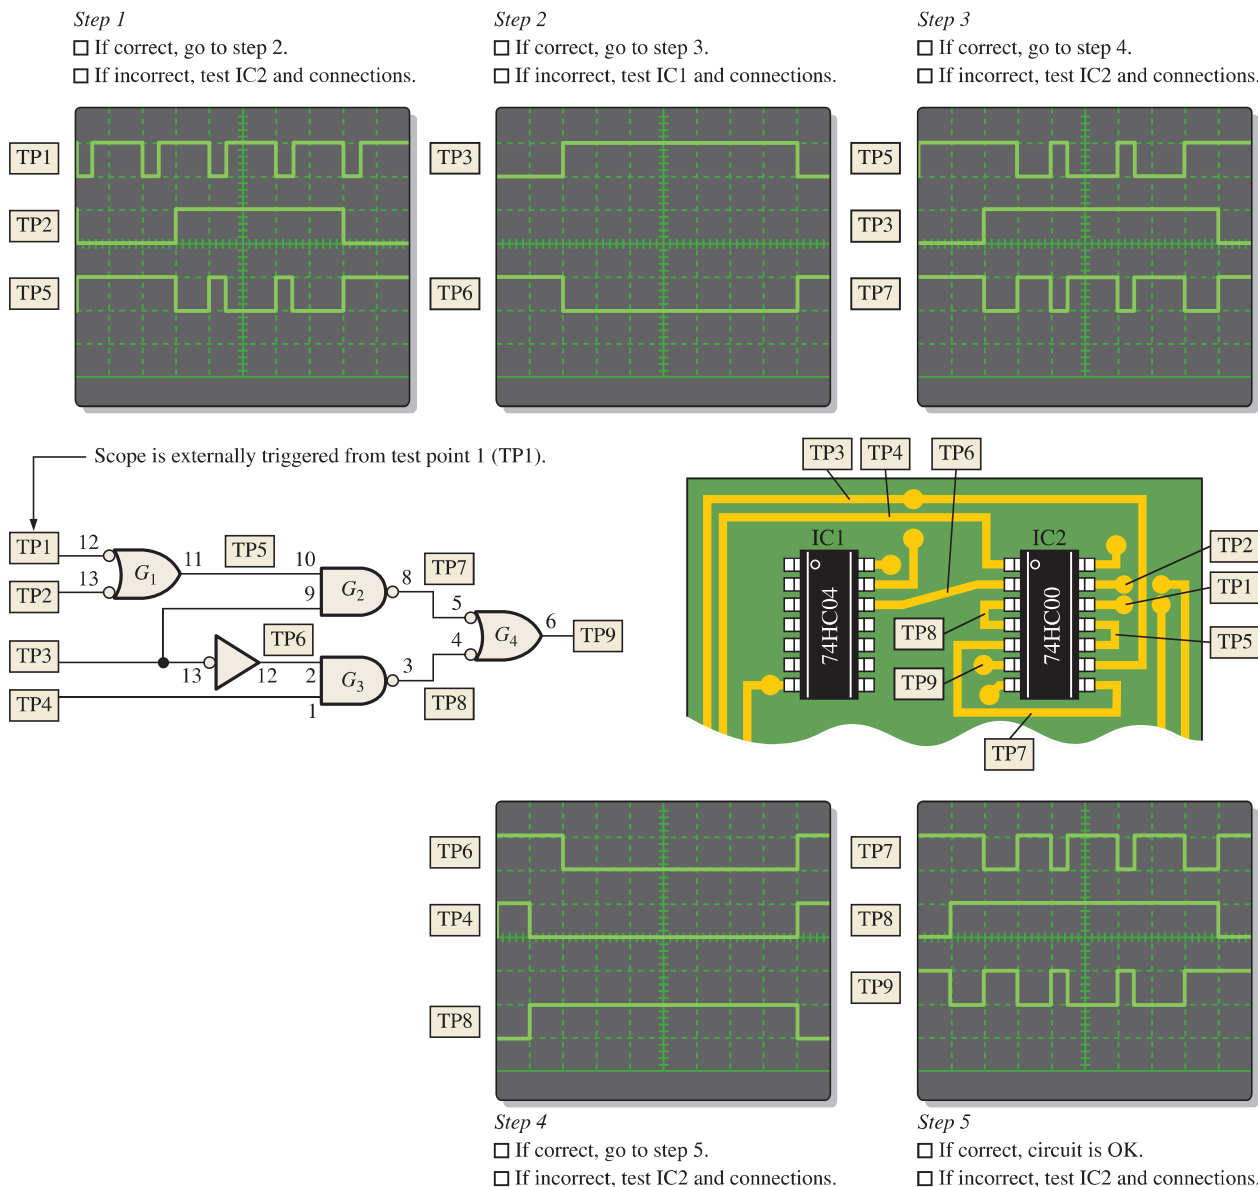 Step 1
If correct, go to step 2.
If incorrect, test IC2 and connections.
TP1
TP2
TP5
Step 2
If correct, go to step 3.
If incorrect, test IC1 and connections.
TP3
TP6
Step 3
If correct, go to step 4.
If incorrect, test IC2 and connections.
TP5
TP3
TP7
Scope is externally triggered from test point 1 (TP1).
TP1
12
13
G1
11
TP5
10
9
G2
8
TP7
TP2
5
4
G4
6
TP9
TP3
13
12
TP6
2
1
G3
3
TP8
TP4
TP3
TP4
TP6
IC1
IC2
TP2
TP1
74HC04
74HC00
TP8
TP5
TP9
TP7
TP6
TP4
TP8
Step 4
If correct, go to step 5.
If incorrect, test IC2 and connections.
TP7
TP8
TP9
Step 5
If correct, circuit is OK.
If incorrect, test IC2 and connections.